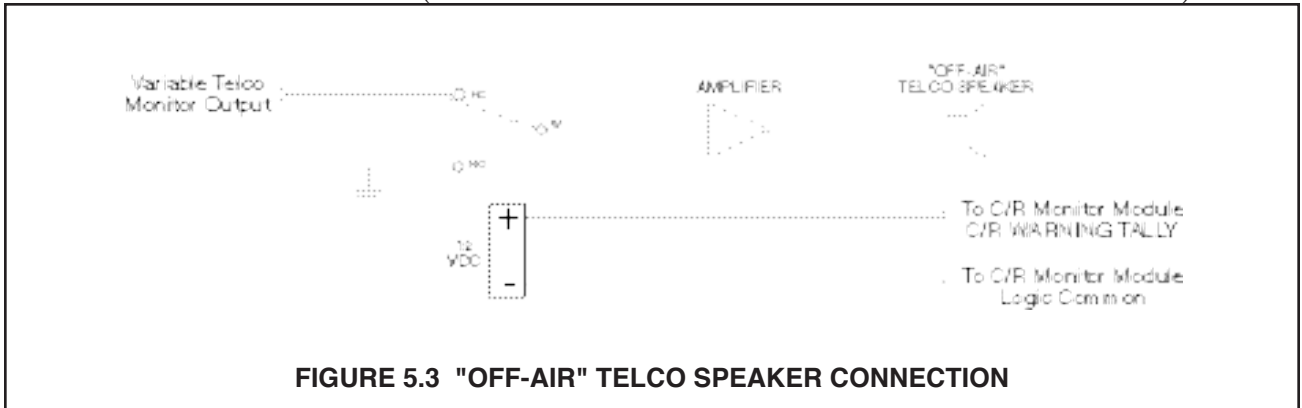 Variable Telco
Monitor Output
NC
AMPLIFIER
"OFF-AIR"
TELCO SPEAKER
+
12
VDC
-
To C/R Monitor Module
C/R WARNING TALLY
To C/R Monitor Module
Logic Common
FIGURE 5.3 "OFF-AIR" TELCO SPEAKER CONNECTION